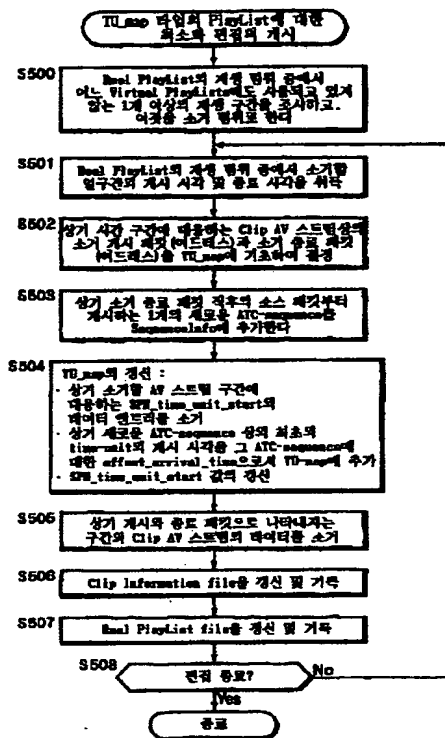 TU_map 타입의 PlayList에 대한
최소화 편집의 개시
S500
Real PlayList의 재생 범위 중에서
어느 Virtual PlayList에도 사용되고 있지
않는 1개 이상의 재생 구간을 조사하고,
이것을 소거 범위로 한다
S501
Real PlayList의 재생 범위 중에서 소거할
일구간의 개시 시각 및 종료 시각을 취득
S502
상기 시간 구간에 대응하는 Clip AV 스트림상의
소거 개시 패킷(어드레스)과 소거 종료 패킷
(어드레스)을 TU_map에 기초하여 결정
S503
상기 소거 종료 패킷 직후의 소스 패킷부터
개시하는 1개의 새로운 ATC-sequence를
SequenceInfo에 추가한다
S504
TU_map의 갱신 :
- 상기 소거할 AV 스트림 구간에
대응하는 SPN_time_unit_start의
데이터 엔트리를 소거
- 상기 새로운 ATC-sequence 상의 최초의
time-unit의 개시 시각을 그 ATC-sequence에
대한 offset_arrival_time으로서 TU-map에 추가
- SPN_time_unit_start 값의 갱신
S505
상기 개시와 종료 패킷으로 나타내지는
구간의 Clip AV 스트림의 데이터를 소거
S506
Clip Information file을 갱신 및 기록
S507
Real PlayList file을 갱신 및 기록
S508
편집 종료?
No
Yes
종료